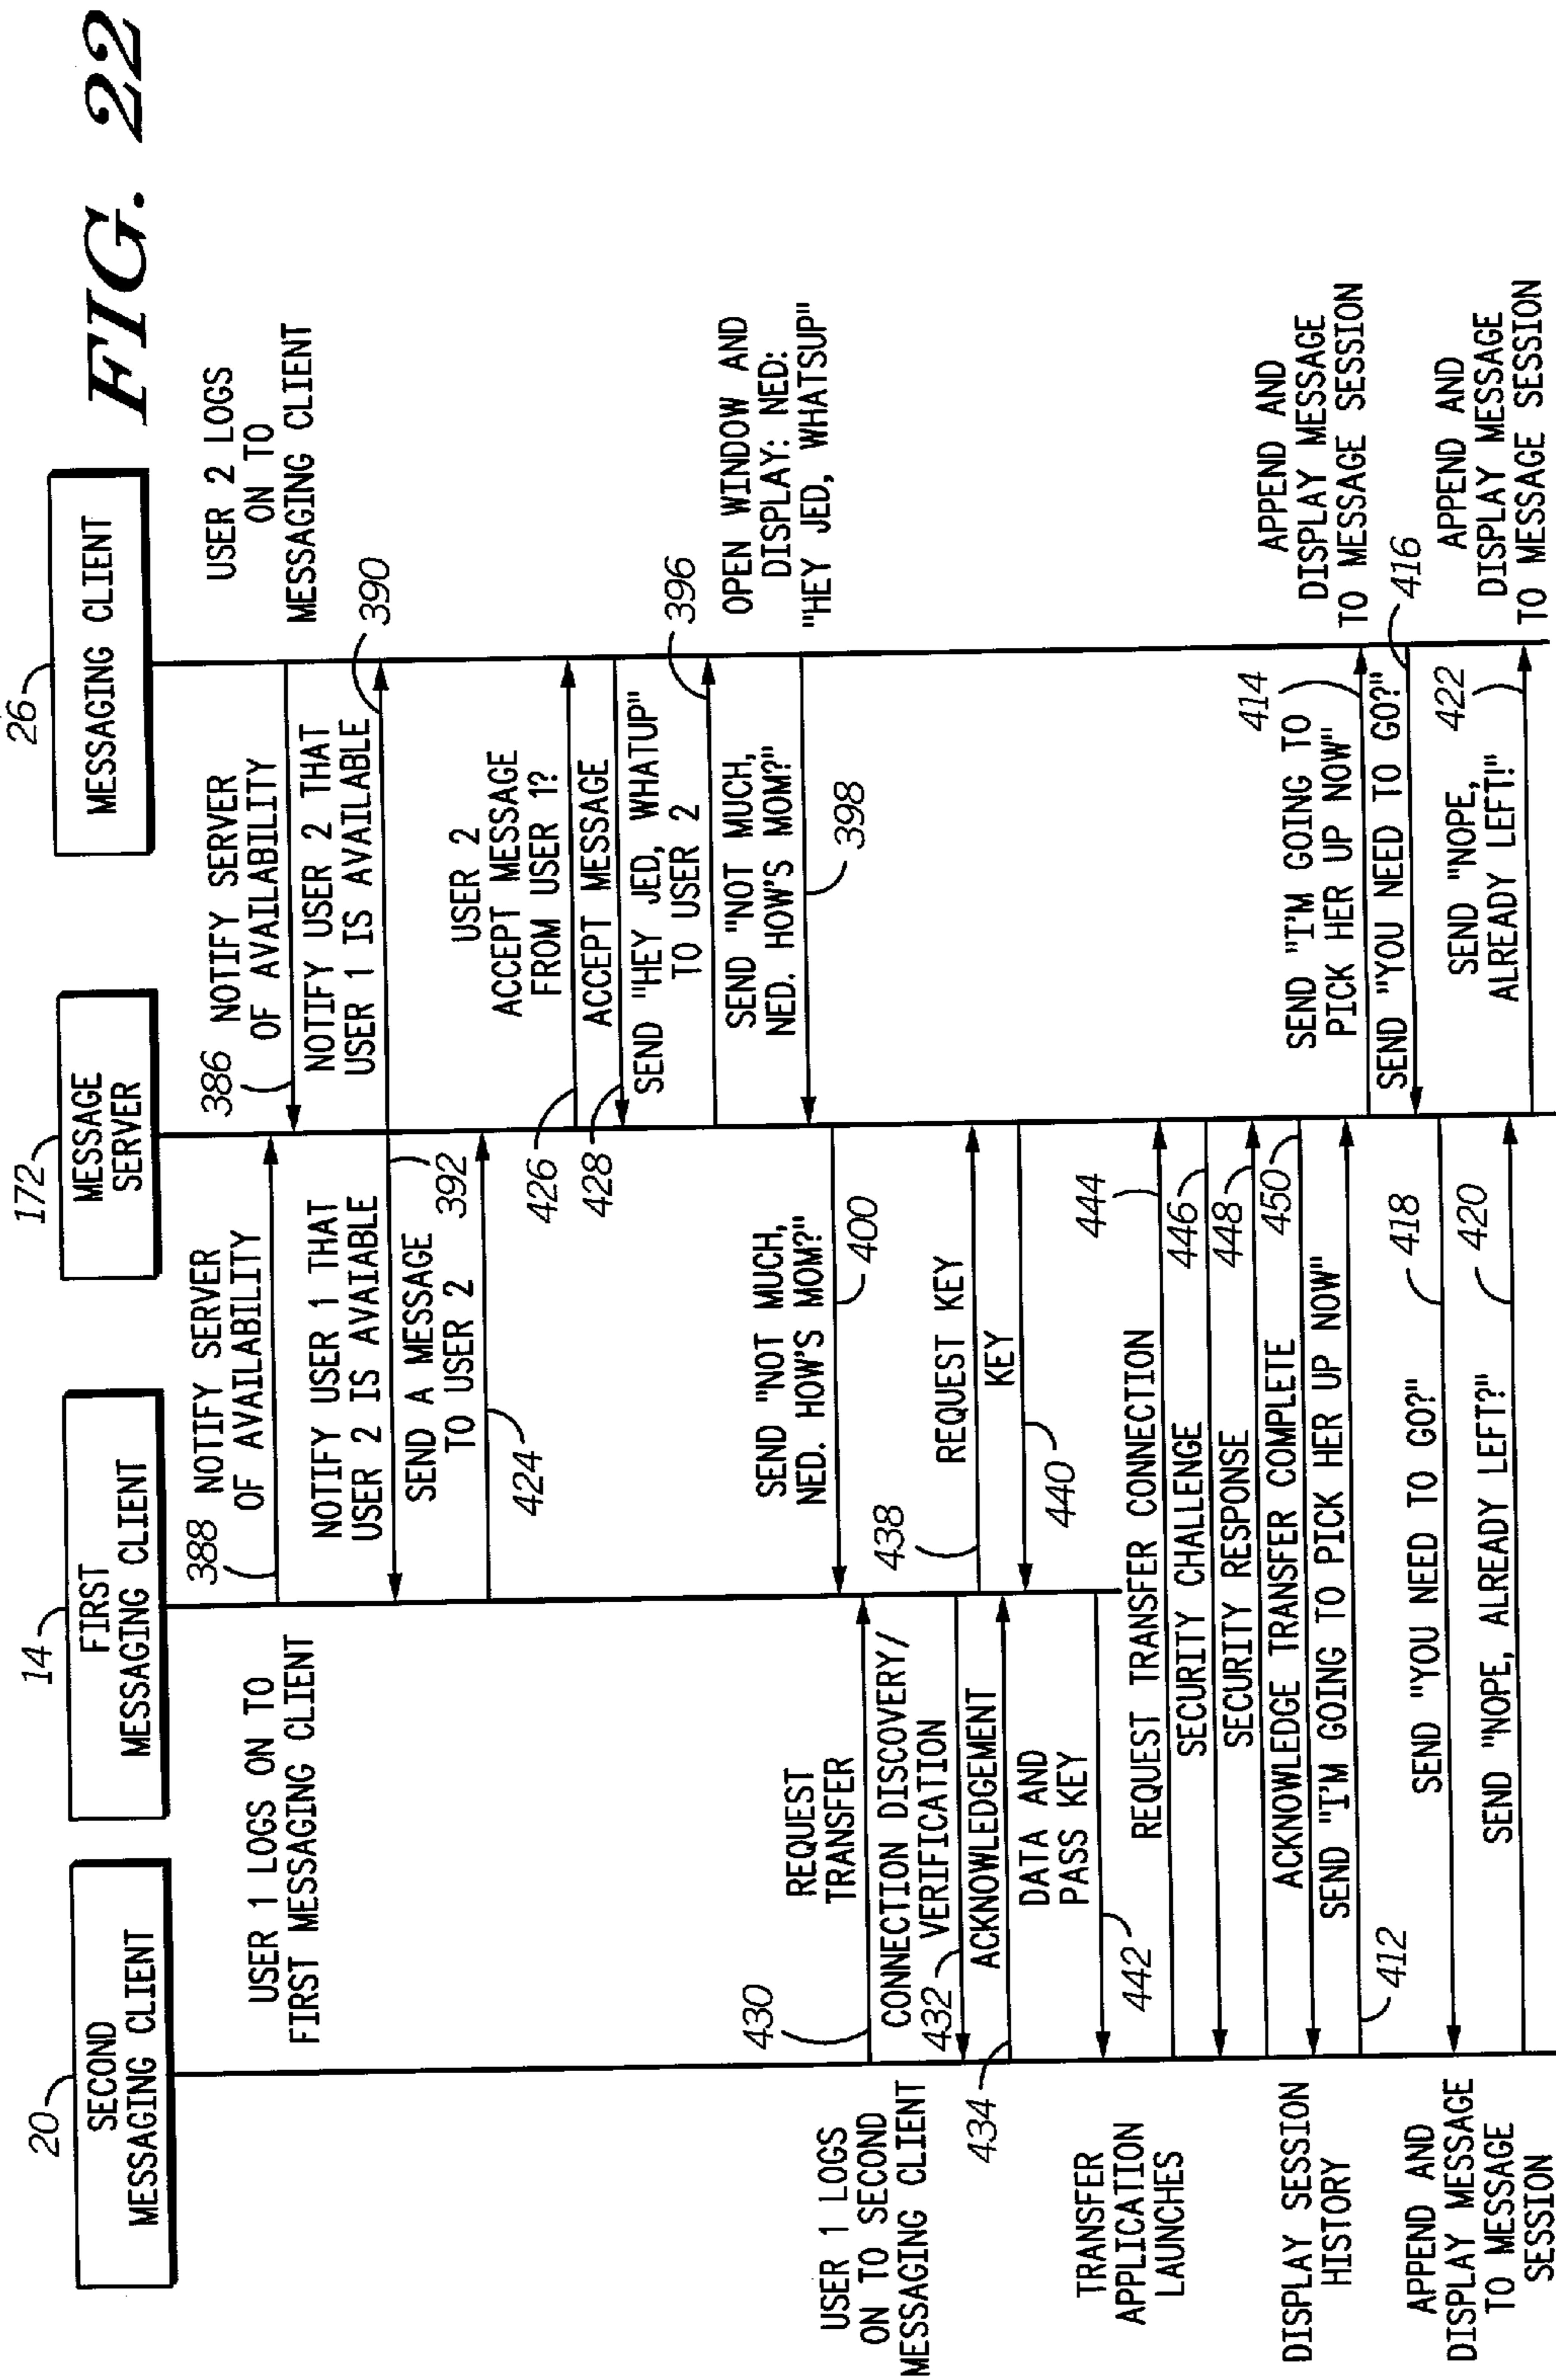 FIG. 22
20
SECOND
MESSAGING CLIENT
14
FIRST
MESSAGING CLIENT
172
MESSAGE
SERVER
26
MESSAGING CLIENT
USER 2 LOGS
ON TO
MESSAGING CLIENT
386
NOTIFY SERVER
OF AVAILABILITY
USER 1 LOGS ON TO
FIRST MESSAGING CLIENT
388
NOTIFY SERVER
OF AVAILABILITY
NOTIFY USER 2 THAT
USER 1 IS AVAILABLE
390
NOTIFY USER 1 THAT
USER 2 IS AVAIABLE
392
SEND A MESSAGE
TO USER 2
424
USER 2
ACCEPT MESSAGE
FROM USER 1?
426
ACCEPT MESSAGE
428
SEND "HEY JED, WHATUP"
TO USER 2
396
OPEN WINDOW AND
DISPLAY: NED:
"HEY JED, WHATSUP"
SEND "NOT MUCH,
NED. HOW'S MOM?"
398
SEND "NOT MUCH,
NED. HOW'S MOM?"
400
USER 1 LOGS
ON TO SECOND
MESSAGING CLIENT
430
REQUEST
TRANSFER
CONNECTION DISCOVERY/
VERIFICATION
432
ACKNOWLEDGEMENT
434
438
REQUEST KEY
KEY
440
DATA AND
PASS KEY
442
TRANSFER
APPLICATION
LAUNCHES
REQUEST TRANSFER CONNECTION
444
SECURITY CHALLENGE
446
SECURITY RESPONSE
448
ACKNOWLEDGE TRANSFER COMPLETE
450
DISPLAY SESSION
HISTORY
SEND "I'M GOING TO PICK HER UP NOW"
412
SEND "I'M GOING TO
PICK HER UP NOW"
414
APPEND AND
DISPLAY MESSAGE
TO MESSAGE SESSION
SEND "YOU NEED TO GO?"
416
SEND "YOU NEED TO GO?"
418
APPEND AND
DISPLAY MESSAGE
TO MESSAGE
SESSION
SEND "NOPE, ALREADY LEFT?"
420
SEND "NOPE,
ALREADY LEFT!"
422
APPEND AND
DISPLAY MESSAGE
TO MESSAGE SESSION